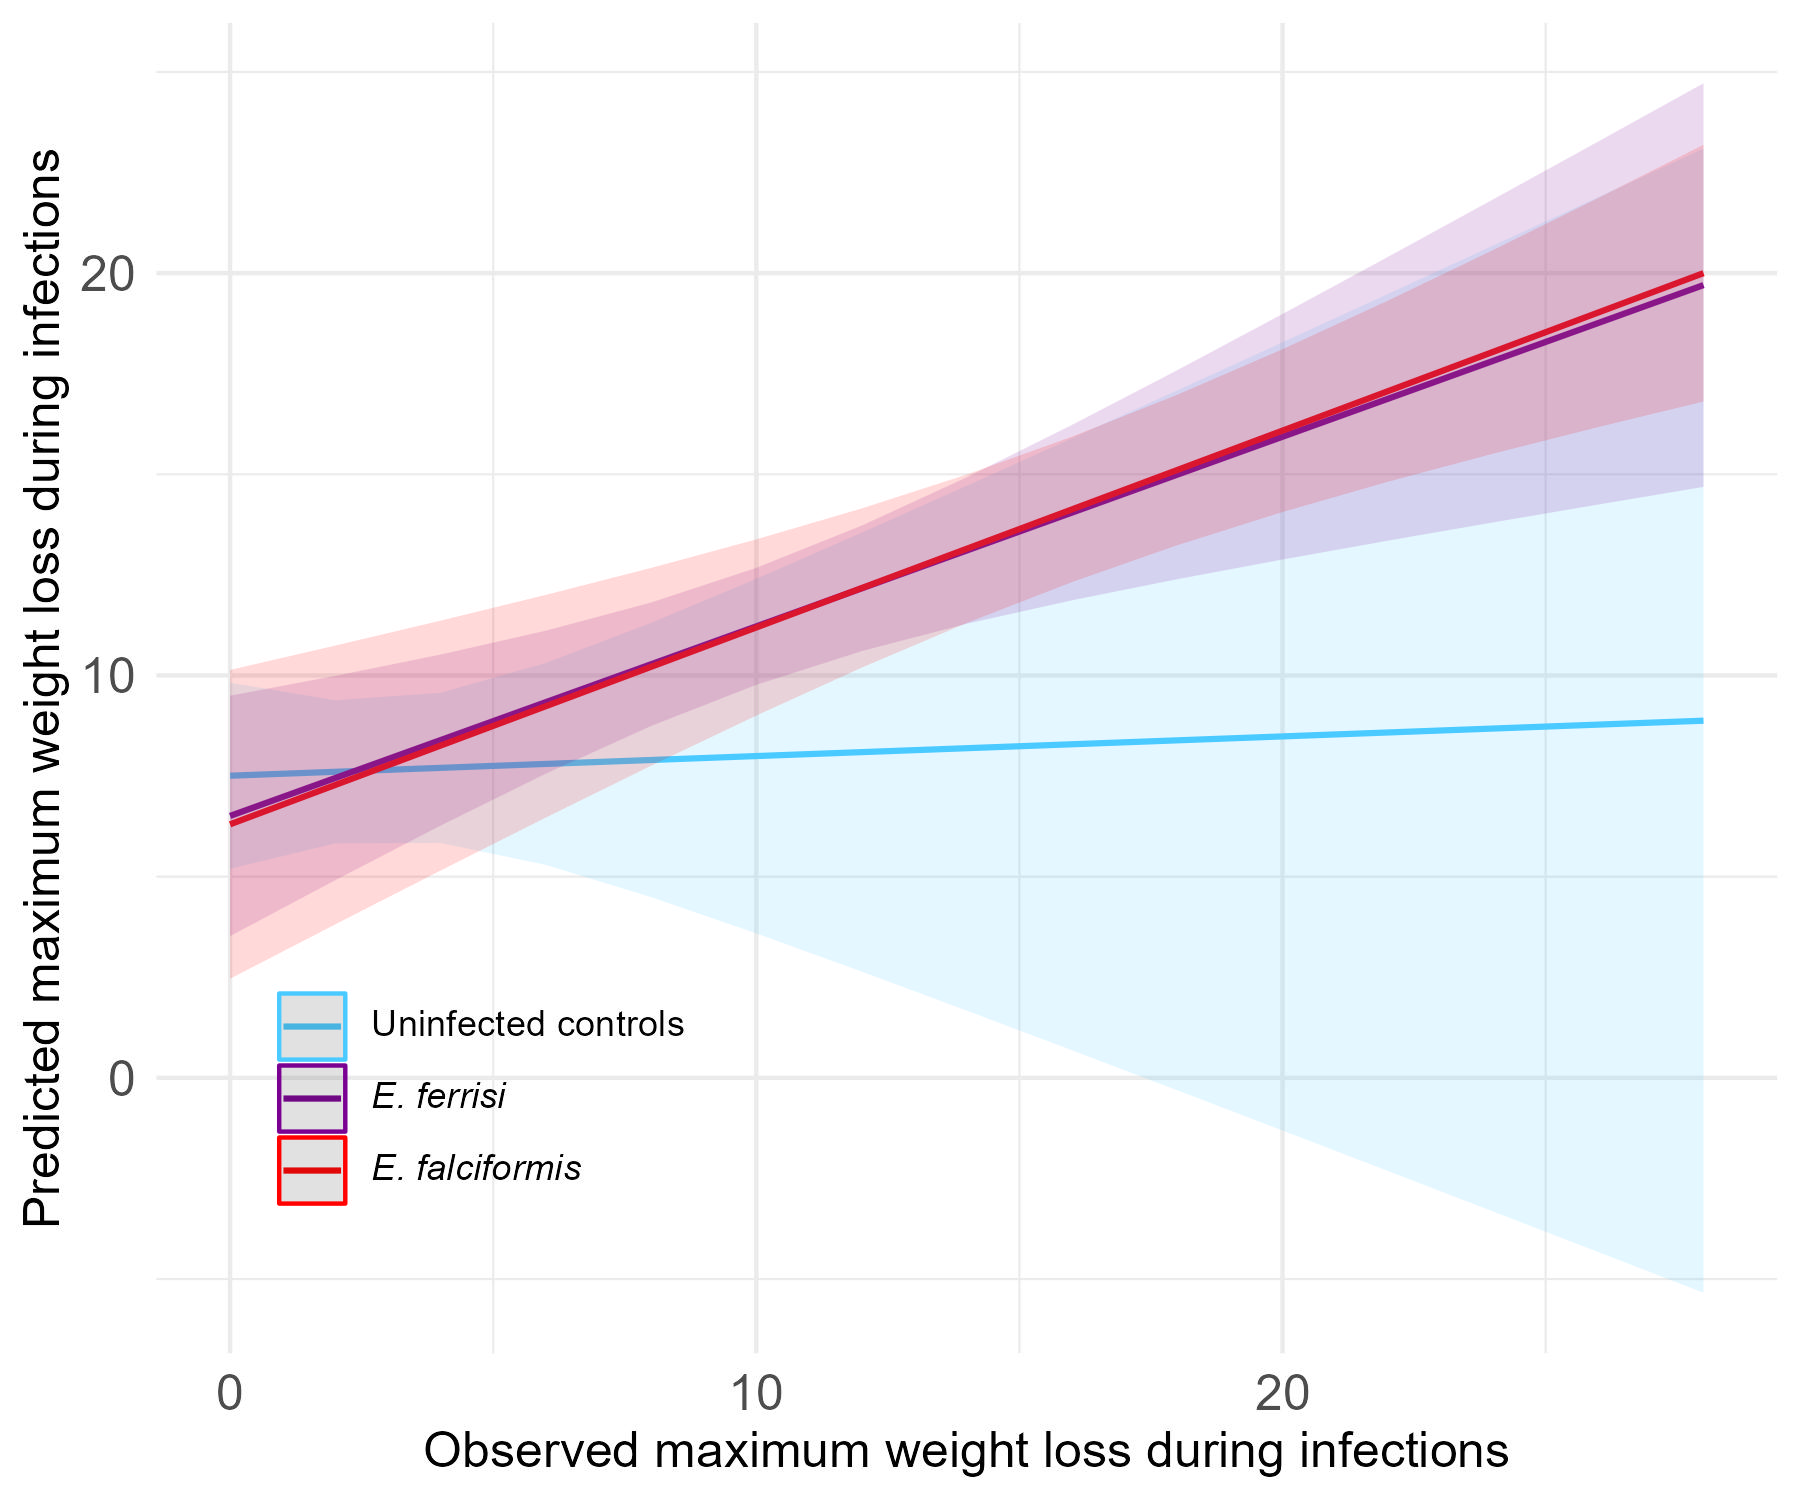 Predicted maximum weight loss during infections
20
10
0
Uninfected controls
E. ferrisi
E. falciformis
0 10 20
Observed maximum weight loss during infections